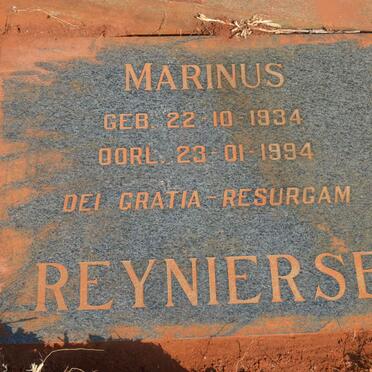 MARINUS
GEB. 22-10-1934
OORL. 23-01-1994
DEI GRATIA-RESURGAM
REYNIERSE